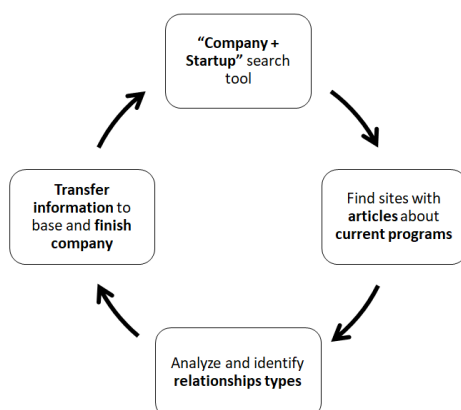 “Company +
Startup” search
tool
Find sites with
articles about
current programs
Analyze and identify
relationships types
Transfer
information to
base and finish
company